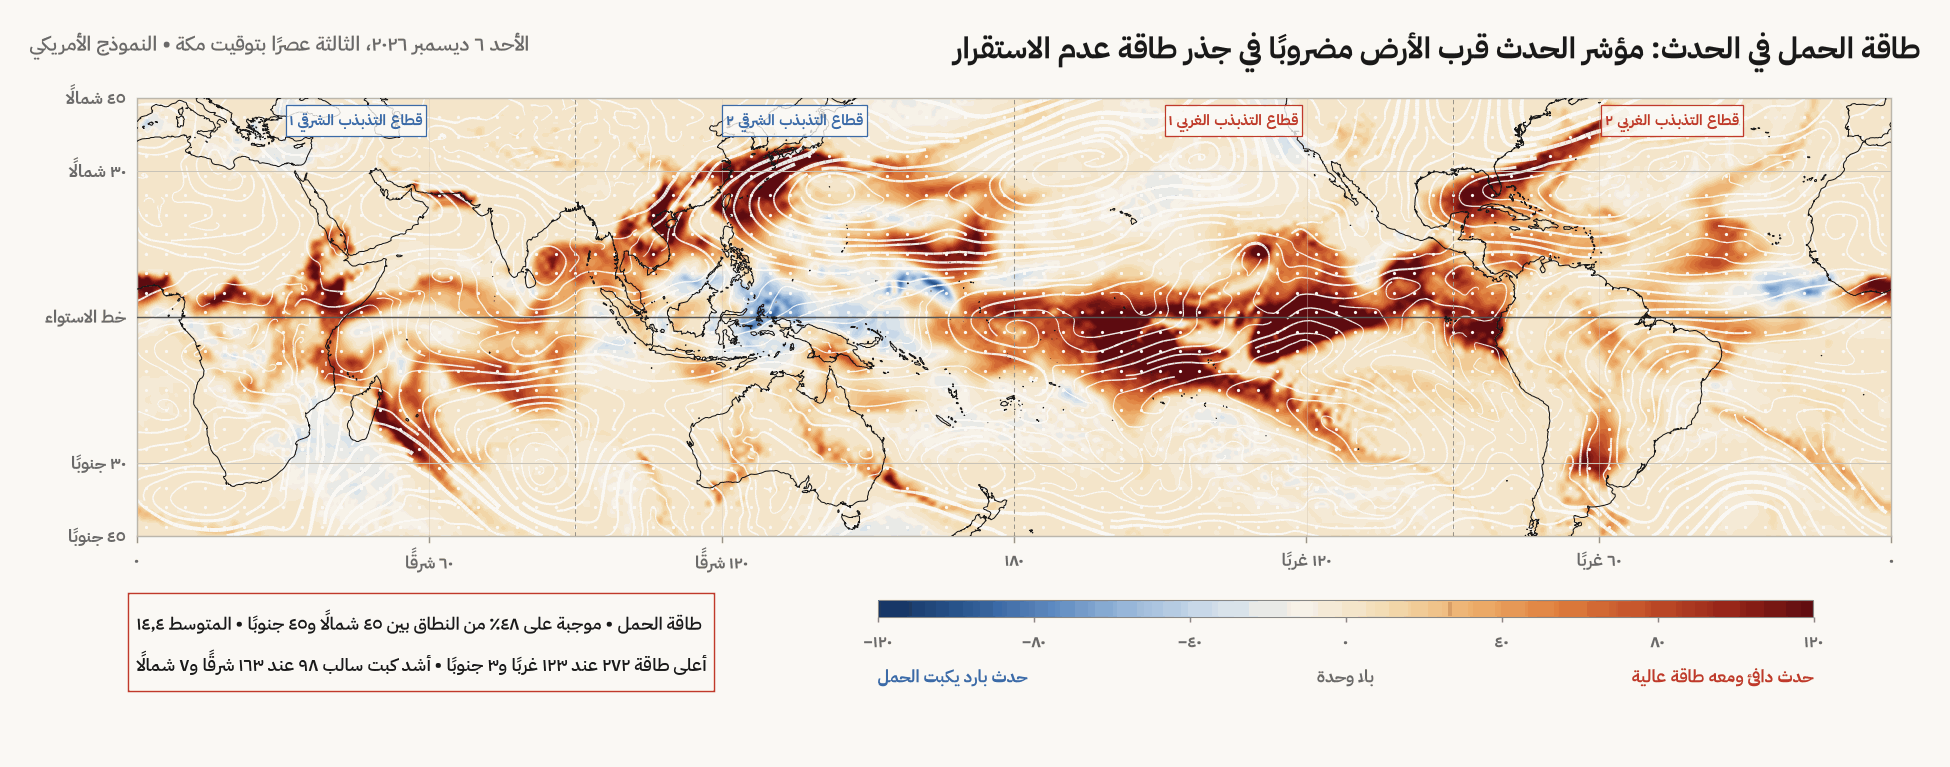 طاقة الحمل في الحدث: مؤشر الحدث قرب الأرض مضروبًا في جذر طاقة عدم الاستقرار
الأحد ٦ ديسمبر ٢٠٢٦، الثالثة عصرًا بتوقيت مكة • النموذج الأمريكي
قطاع التذبذب الشرقي ١
قطاع التذبذب الشرقي ٢
قطاع التذبذب الغربي ١
قطاع التذبذب الغربي ٢
٤٥ شمالًا
٣٠ شمالًا
خط الاستواء
٣٠ جنوبًا
٤٥ جنوبًا
٠
٦٠ شرقًا
١٢٠ شرقًا
١٨٠
١٢٠ غربًا
٦٠ غربًا
٠
طاقة الحمل • موجبة على ٤٨٪ من النطاق بين ٤٥ شمالًا و٤٥ جنوبًا • المتوسط ١٤,٤
أعلى طاقة ٢٧٢ عند ١٢٣ غربًا و٣ جنوبًا • أشد كبت سالب ٩٨ عند ١٦٣ شرقًا و٧ شمالًا
−١٢٠
−٨٠
−٤٠
٠
٤٠
٨٠
١٢٠
حدث بارد يكبت الحمل
بلا وحدة
حدث دافئ ومعه طاقة عالية